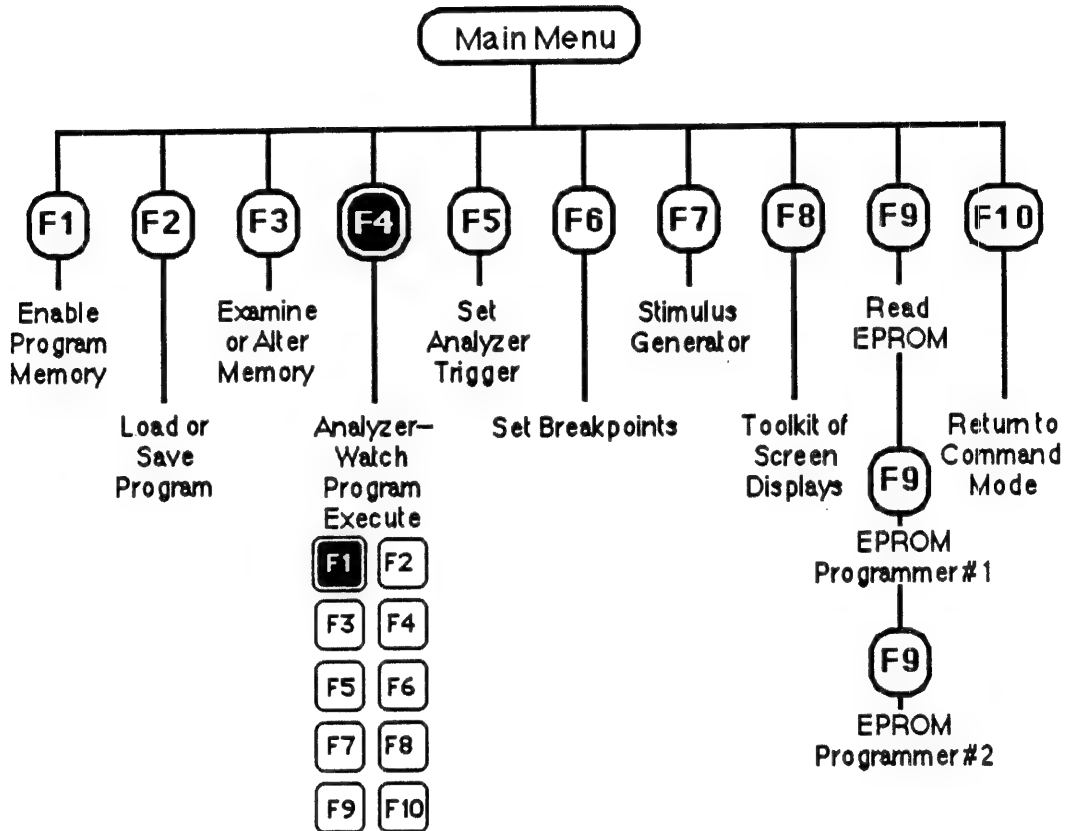 Main Menu
F1
F2
F3
F4
F5
F6
F7
F8
F9
F10
Enable
Program
Memory
Load or
Save
Program
Examine
or Alter
Memory
Analyzer—
Watch
Program
Execute
F1 F2
F3 F4
F5 F6
F7 F8
F9 F10
Set
Analyzer
Trigger
Set Breakpoints
Stimulus
Generator
Toolkit of
Screen
Displays
Read
EPROM
F9
EPROM
Programmer #1
F9
EPROM
Programmer #2
Return to
Command
Mode